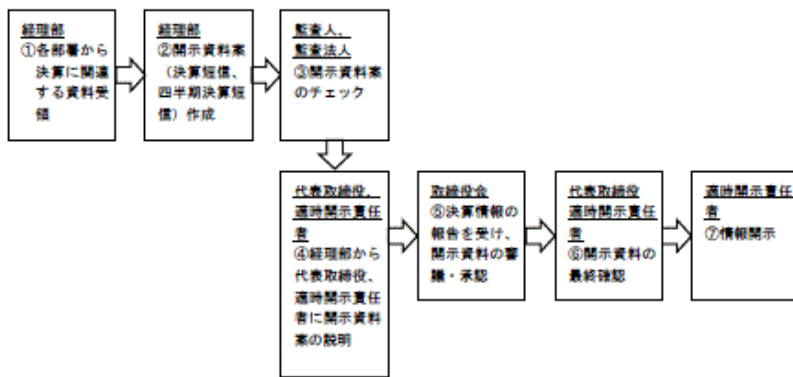 経理部
①各部署から
決算に関連
する資料受
領
経理部
②開示資料案
（決算短信、
四半期決算短
信）作成
監査人、
監査法人
③開示資料案
のチェック
代表取締役、
適時開示責任
者
④経理部から
代表取締役、
適時開示責任
者に開示資料
案の説明
取締役会
⑤決算情報の
報告を受け、
開示資料の審
議・承認
代表取締役
適時開示責任
者
⑥開示資料の
最終確認
適時開示責任
者
⑦情報開示